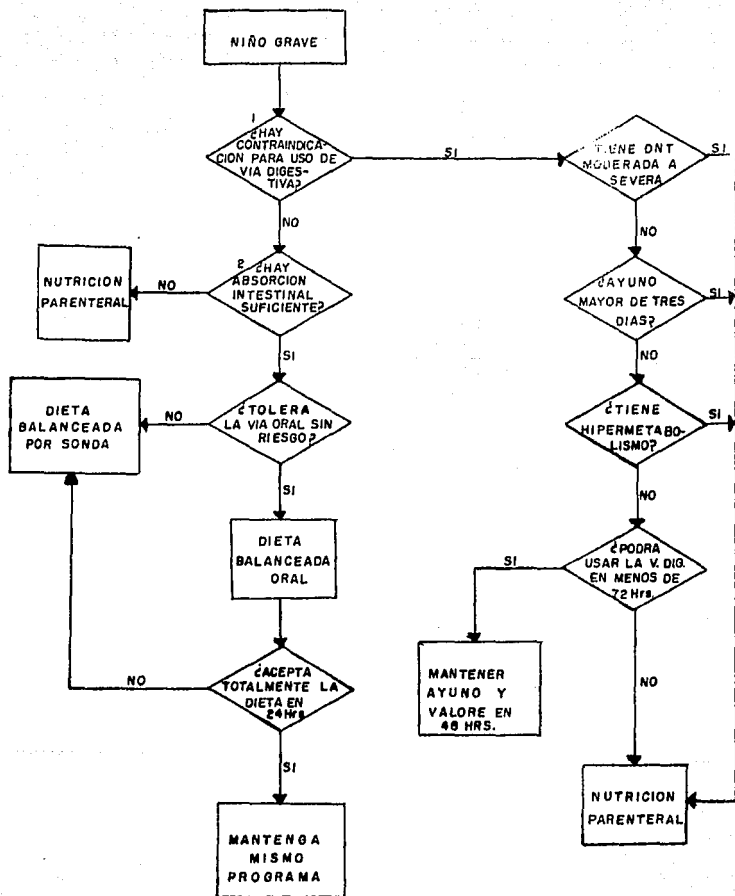 NIÑO GRAVE
1
¿HAY
CONTRAINDICA-
CION PARA USO DE
VIA DIGES-
TIVA?
SI
TIENE DNT
MODERADA A
SEVERA
SI
NO
NO
2 ¿HAY
ABSORCION
INTESTINAL
SUFICIENTE?
NO
NUTRICION
PARENTERAL
¿AYUNO
MAYOR DE TRES
DIAS?
SI
SI
NO
¿TOLERA
LA VIA ORAL SIN
RIESGO?
NO
DIETA
BALANCEADA
POR SONDA
¿TIENE
HIPERMETABO-
LISMO?
SI
SI
NO
DIETA
BALANCEADA
ORAL
¿PODRA
USAR LA V. DIG.
EN MENOS DE
72 Hrs.
SI
NO
MANTENER
AYUNO Y
VALORE EN
48 HRS.
¿ACEPTA
TOTALMENTE LA
DIETA EN
24Hrs
NO
SI
NUTRICION
PARENTERAL
MANTENGA
MISMO
PROGRAMA